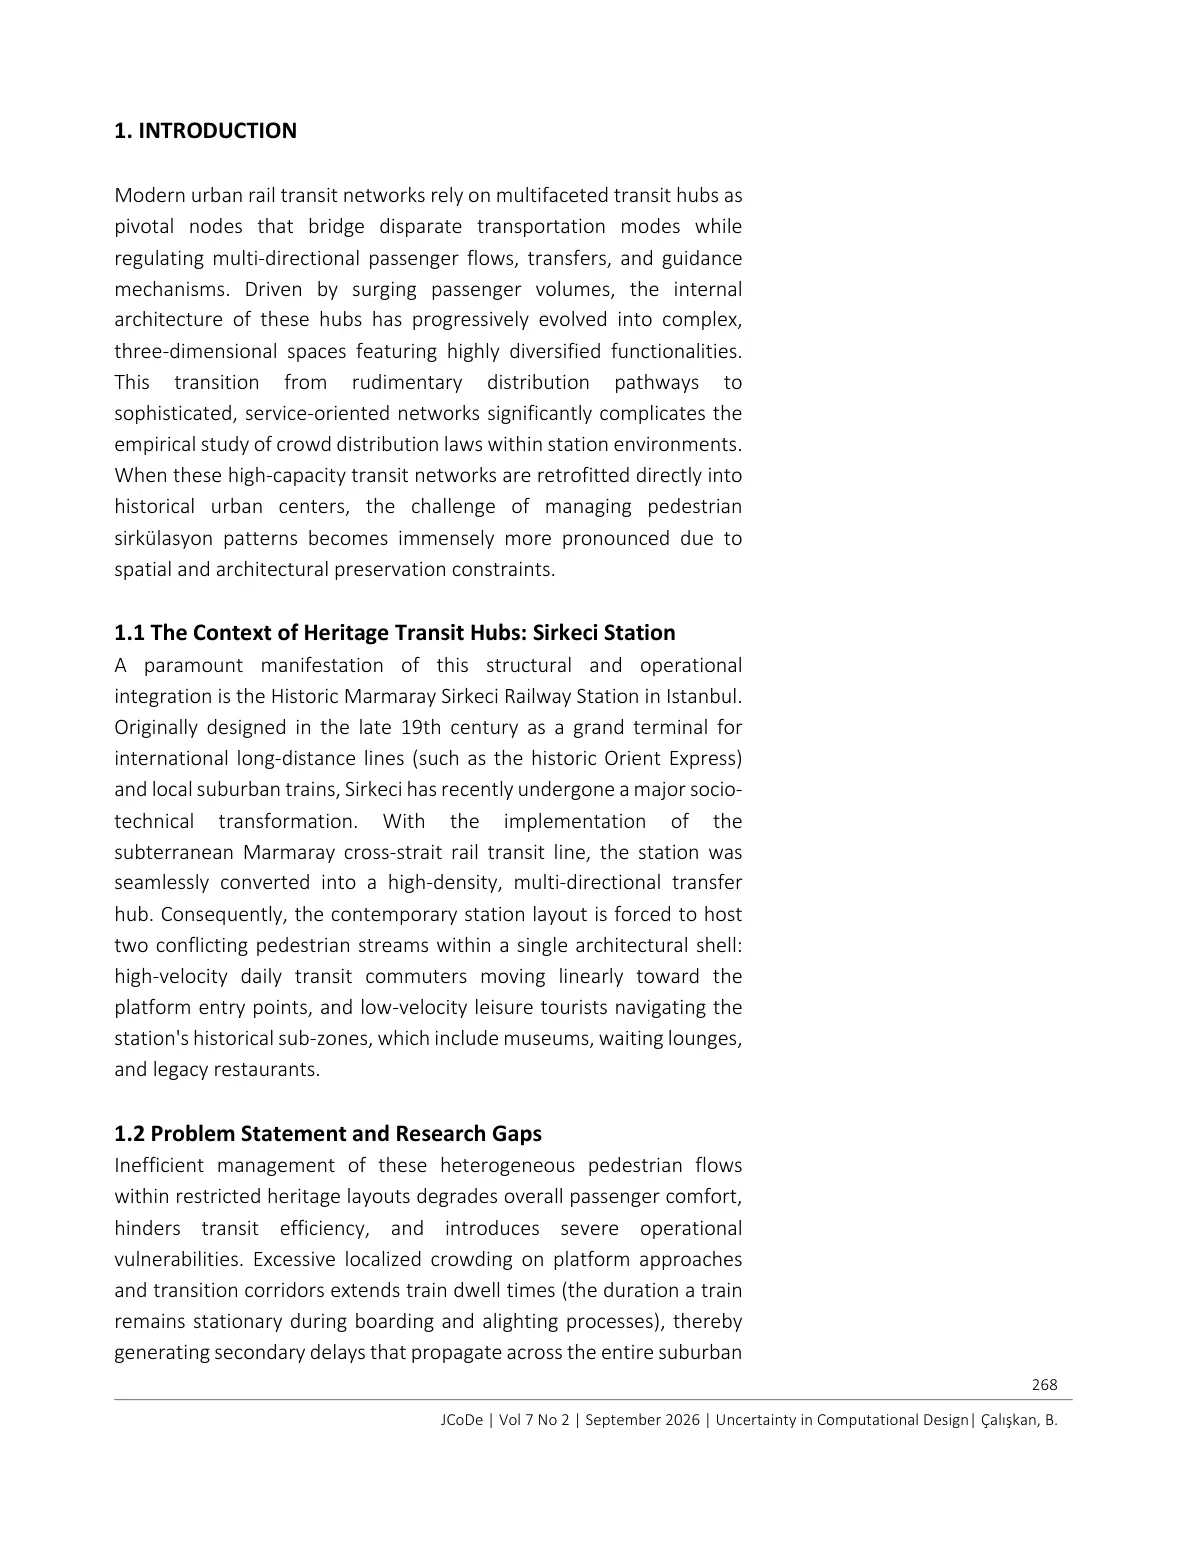 1. INTRODUCTION
Modern urban rail transit networks rely on multifaceted transit hubs as
pivotal nodes that bridge disparate transportation modes while
regulating multi-directional passenger flows, transfers, and guidance
mechanisms. Driven by surging passenger volumes, the internal
architecture of these hubs has progressively evolved into complex,
three-dimensional spaces featuring highly diversified functionalities.
This transition from rudimentary distribution pathways to
sophisticated, service-oriented networks significantly complicates the
empirical study of crowd distribution laws within station environments.
When these high-capacity transit networks are retrofitted directly into
historical urban centers, the challenge of managing pedestrian
sirkülasyon patterns becomes immensely more pronounced due to
spatial and architectural preservation constraints.
1.1 The Context of Heritage Transit Hubs: Sirkeci Station
A paramount manifestation of this structural and operational
integration is the Historic Marmaray Sirkeci Railway Station in Istanbul.
Originally designed in the late 19th century as a grand terminal for
international long-distance lines (such as the historic Orient Express)
and local suburban trains, Sirkeci has recently undergone a major socio-
technical transformation. With the implementation of the
subterranean Marmaray cross-strait rail transit line, the station was
seamlessly converted into a high-density, multi-directional transfer
hub. Consequently, the contemporary station layout is forced to host
two conflicting pedestrian streams within a single architectural shell:
high-velocity daily transit commuters moving linearly toward the
platform entry points, and low-velocity leisure tourists navigating the
station's historical sub-zones, which include museums, waiting lounges,
and legacy restaurants.
1.2 Problem Statement and Research Gaps
Inefficient management of these heterogeneous pedestrian flows
within restricted heritage layouts degrades overall passenger comfort,
hinders transit efficiency, and introduces severe operational
vulnerabilities. Excessive localized crowding on platform approaches
and transition corridors extends train dwell times (the duration a train
remains stationary during boarding and alighting processes), thereby
generating secondary delays that propagate across the entire suburban
268
JCoDe | Vol 7 No 2 | September 2026 | Uncertainty in Computational Design| Çalışkan, B.